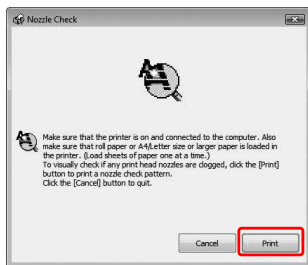 Nozzle Check
Make sure that the printer is on and connected to the computer. Also
make sure that roll paper or A4/Letter size or larger paper is loaded in
the printer. (Load sheets of paper one at a time.)
To visually check if any print head nozzles are clogged, click the [Print]
button to print a nozzle check pattern.
Click the [Cancel] button to quit.
Cancel
Print